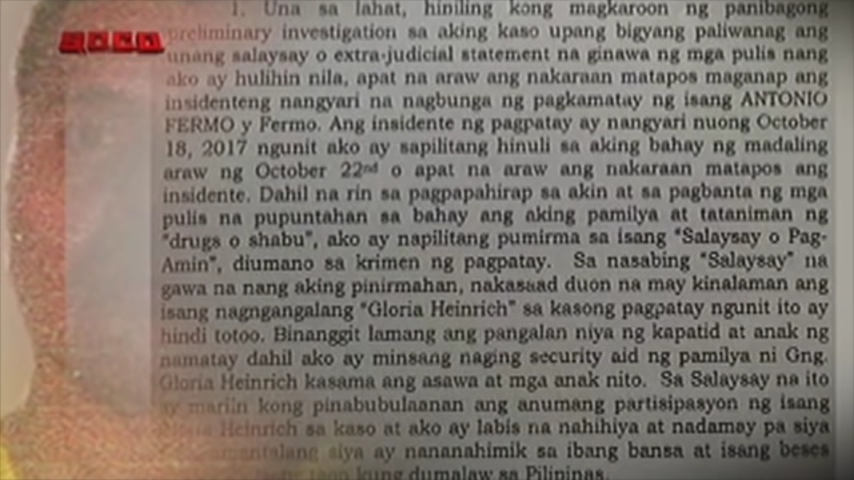 1. Una sa lahat, hiniling kong magkaroon ng panibagong
preliminary investigation sa aking kaso upang bigyang paliwanag ang
unang salaysay o extra-judicial statement na ginawa ng mga pulis nang
ako ay hulihin nila, apat na araw ang nakaraan matapos maganap ang
insidenteng nangyari na nagbunga ng pagkamatay ng isang ANTONIO
FERMO y Fermo. Ang insidente ng pagpatay ay nangyari nuong October
18, 2017 ngunit ako ay sapilitang hinuli sa aking bahay ng madaling
araw ng October 22nd o apat na araw ang nakaraan matapos ang
insidente. Dahil na rin sa pagpapahirap sa akin at sa pagbanta ng mga
pulis na pupuntahan sa bahay ang aking pamilya at tataniman ng
"drugs o shabu", ako ay napilitang pumirma sa isang "Salaysay o Pag-
Amin", diumano sa krimen ng pagpatay. Sa nasabing "Salaysay" na
gawa na nang aking pinirmahan, nakasaad duon na may kinalaman ang
isang nagngangalang "Gloria Heinrich" sa kasong pagpatay ngunit ito ay
hindi totoo. Binanggit lamang ang pangalan niya ng kapatid at anak ng
namatay dahil ako ay minsang naging security aid ng pamilya ni Gng.
Gloria Heinrich kasama ang asawa at mga anak nito. Sa Salaysay na ito
ay mariin kong pinabubulaanan ang anumang partisipasyon ng isang
Gloria Heinrich sa kaso at ako ay labis na nahihiya at nadamay pa siya
siya ay nananahimik sa ibang bansa at isang beses
taon kung dumalaw sa Pilipinas.